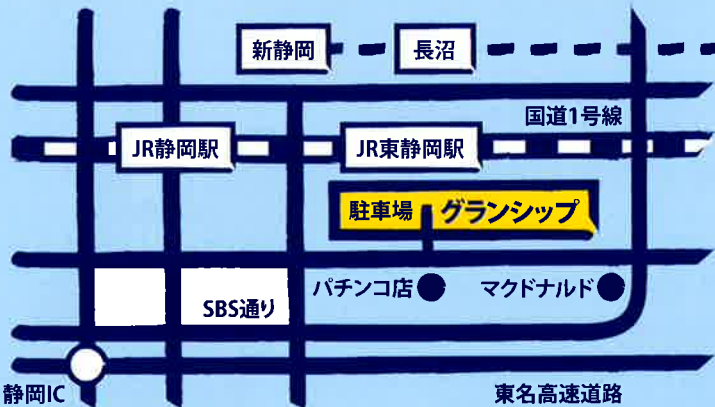 新静岡
長沼
国道1号線
JR静岡駅
JR東静岡駅
駐車場 グランシップ
パチンコ店
マクドナルド
SBS通り
静岡IC
東名高速道路